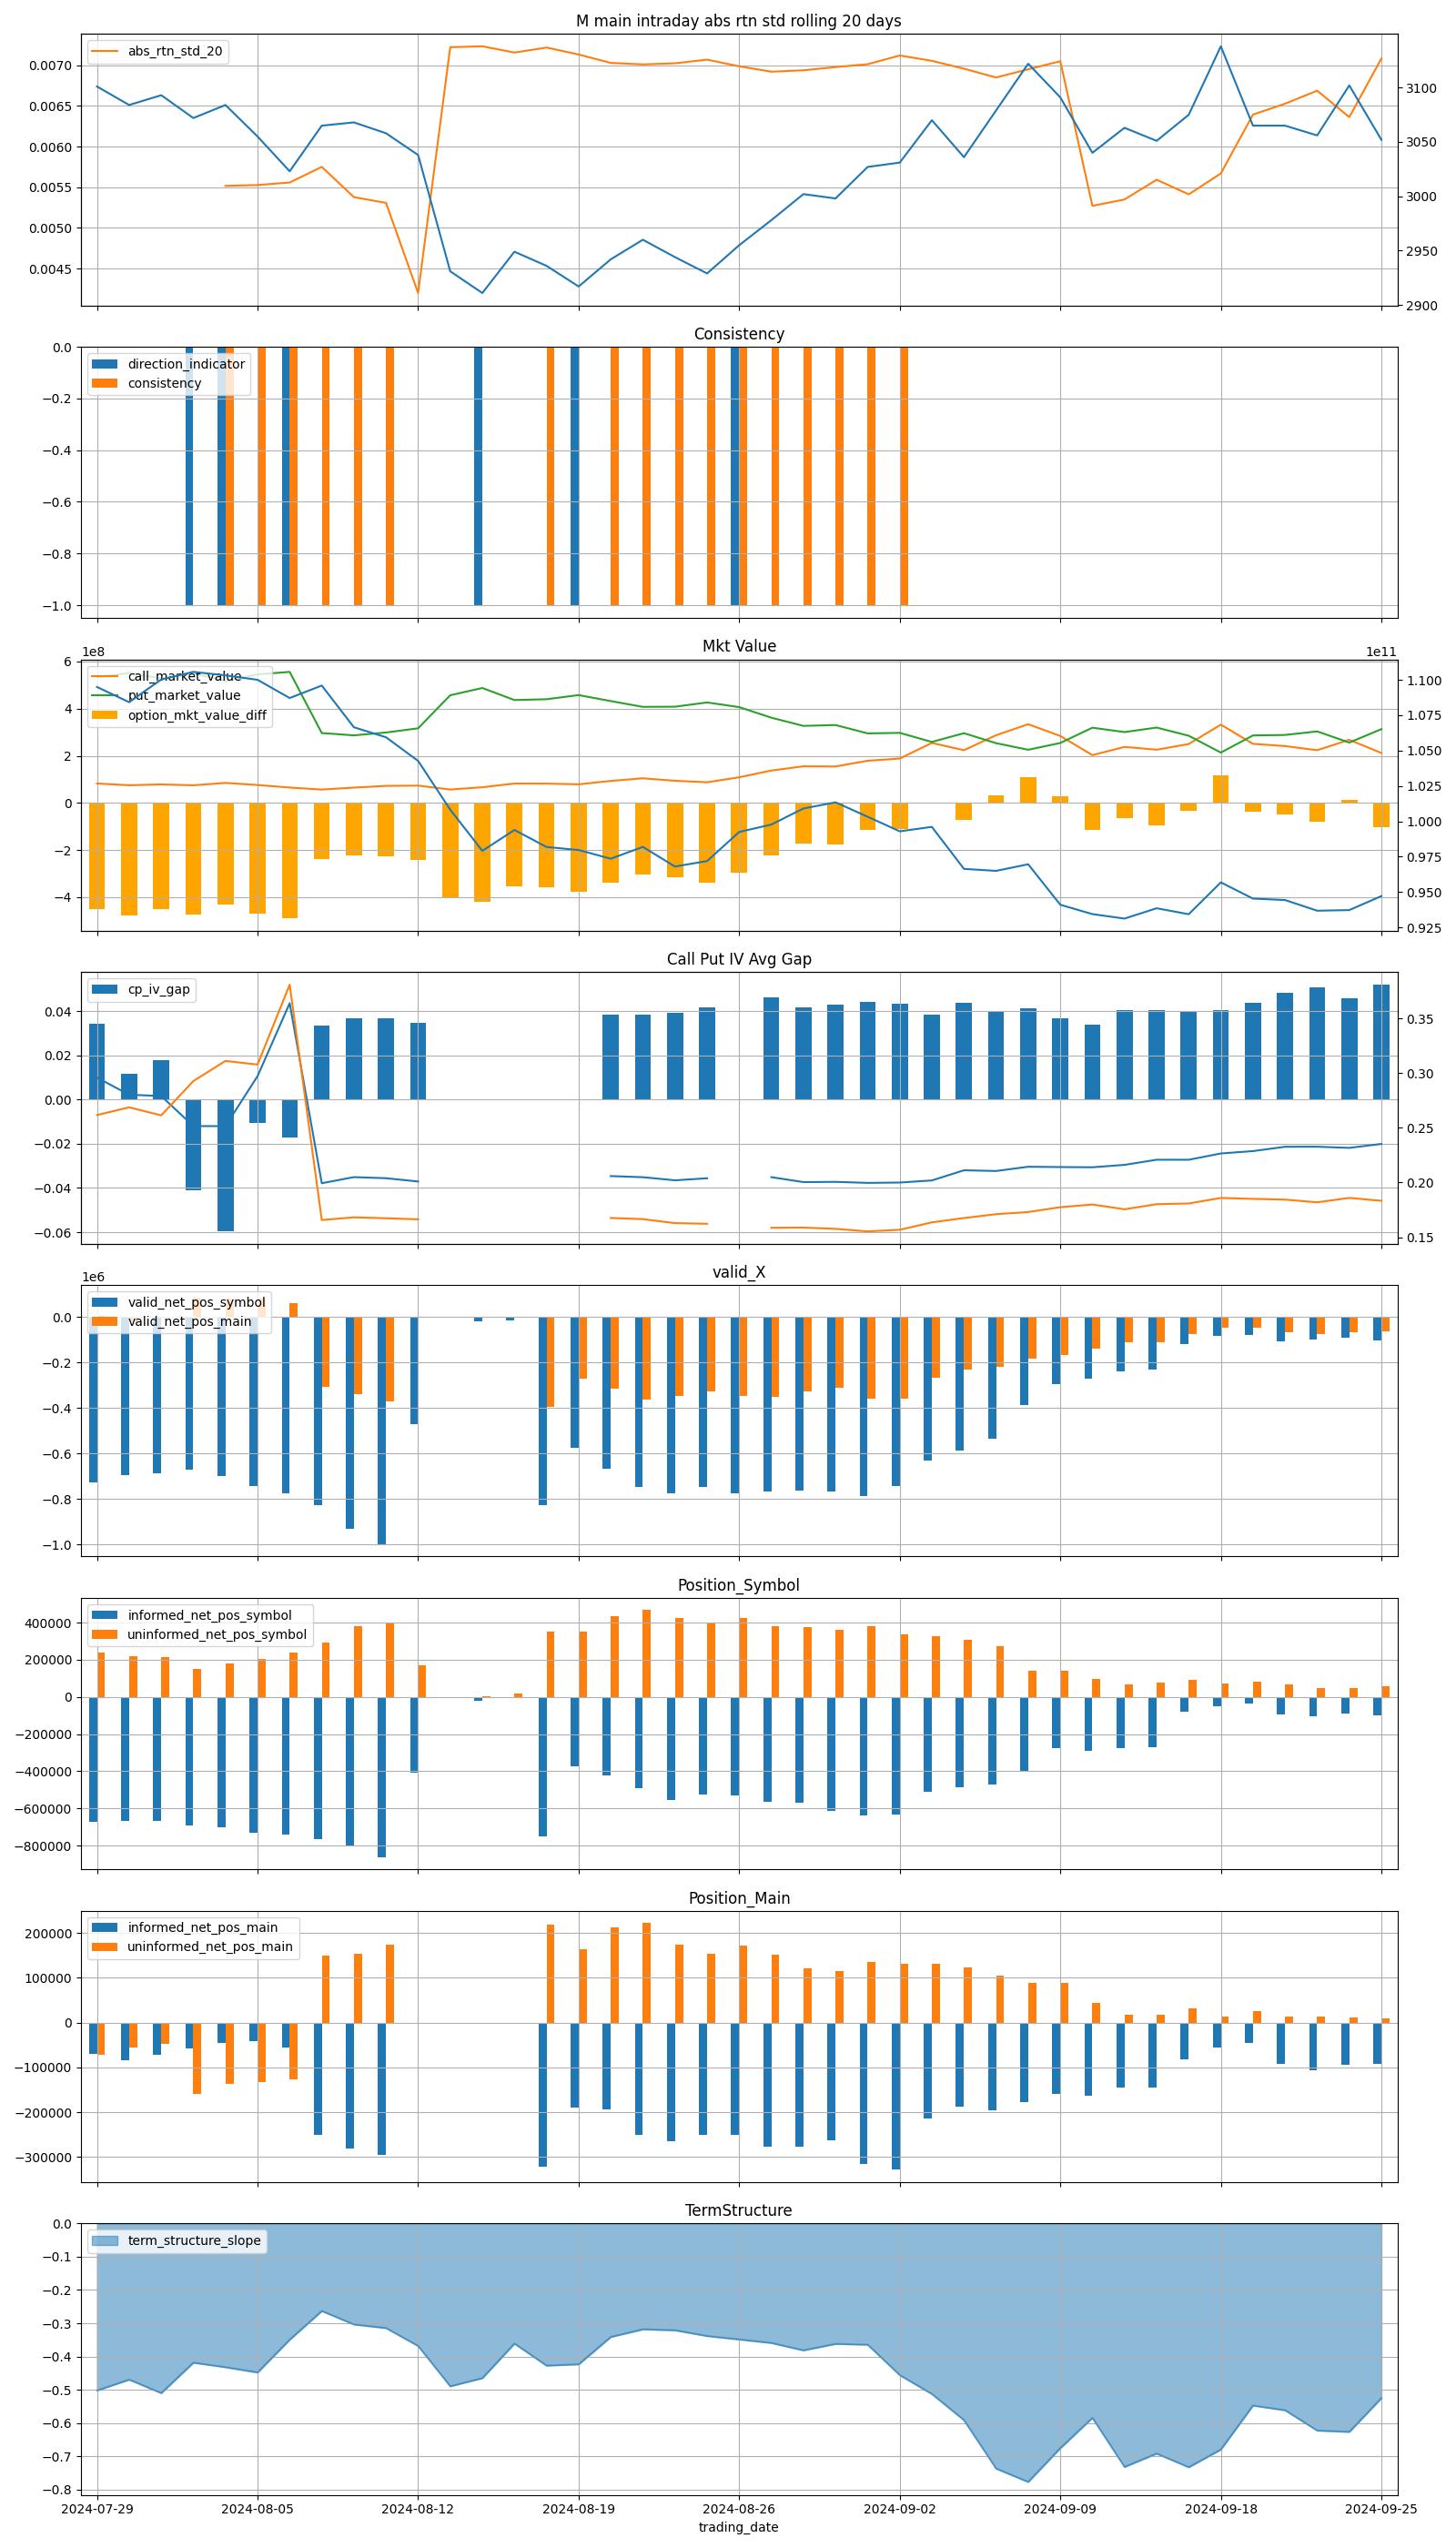 M main intraday abs rtn std rolling 20 days
abs_rtn_std_20
0.0070
0.0065
0.0060
0.0055
0.0050
0.0045
3100
3050
3000
2950
2900
Consistency
direction_indicator
consistency
0.0
−0.2
−0.4
−0.6
−0.8
−1.0
Mkt Value
1e8
1e11
call_market_value
put_market_value
option_mkt_value_diff
6
4
2
0
−2
−4
1.100
1.075
1.050
1.025
1.000
0.975
0.950
0.925
Call Put IV Avg Gap
cp_iv_gap
0.04
0.02
0.00
−0.02
−0.04
−0.06
0.35
0.30
0.25
0.20
0.15
valid_X
1e6
valid_net_pos_symbol
valid_net_pos_main
0.0
−0.2
−0.4
−0.6
−0.8
−1.0
Position_Symbol
informed_net_pos_symbol
uninformed_net_pos_symbol
400000
200000
0
−200000
−400000
−600000
−800000
Position_Main
informed_net_pos_main
uninformed_net_pos_main
200000
100000
0
−100000
−200000
−300000
TermStructure
term_structure_slope
0.0
−0.1
−0.2
−0.3
−0.4
−0.5
−0.6
−0.7
−0.8
2024-07-29 2024-08-05 2024-08-12 2024-08-19 2024-08-26 2024-09-02 2024-09-09 2024-09-18 2024-09-25
trading_date